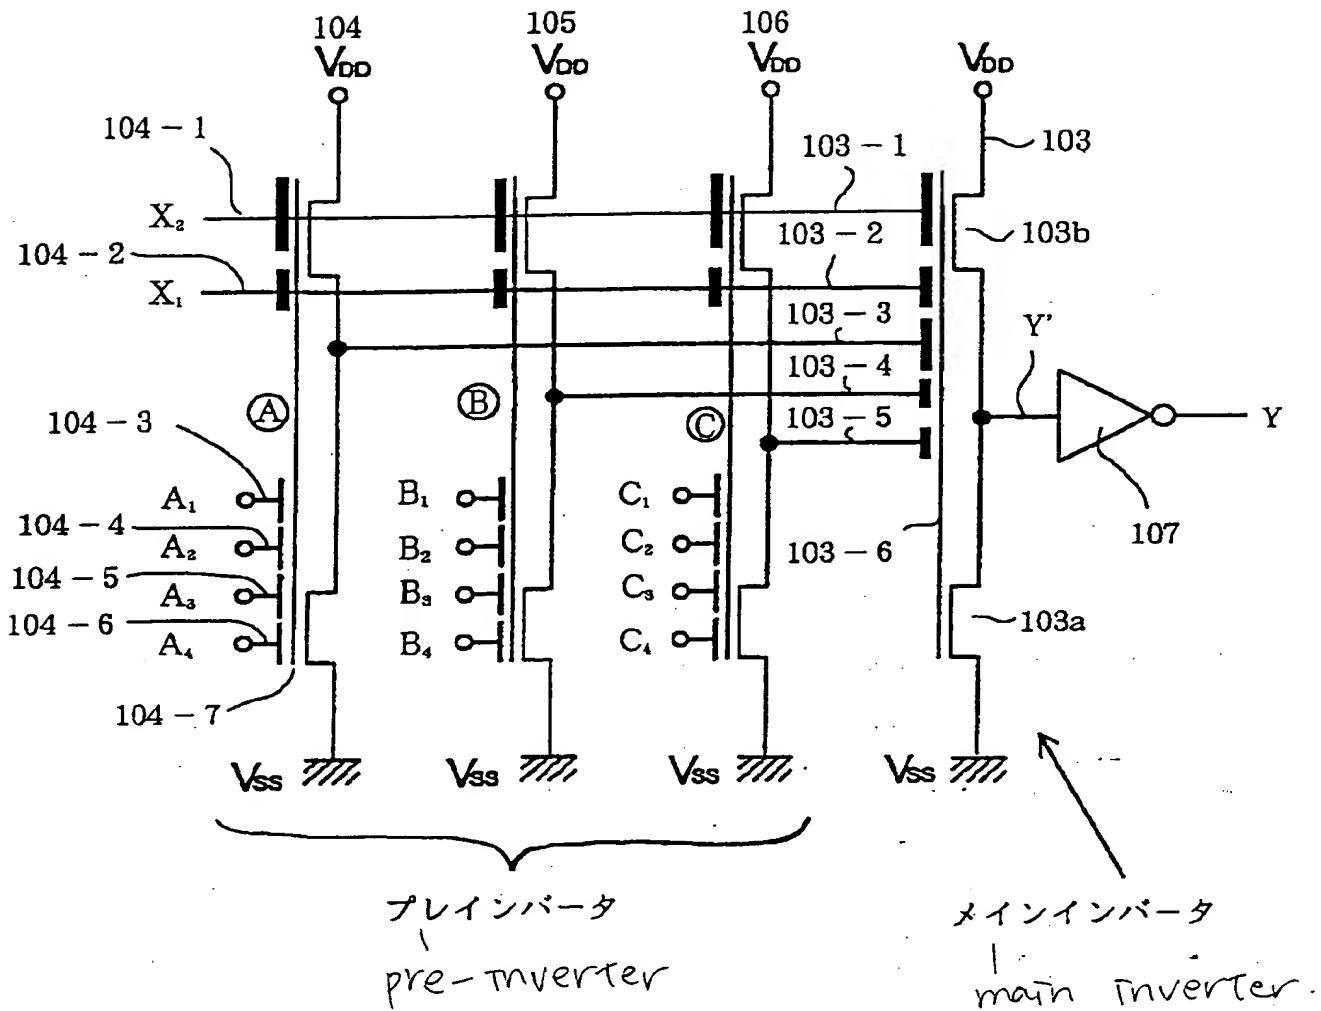 104 105 106
VDD VDD VDD VDD
104-1 103-1 103
X₂ 103-2 103b
104-2
X₁ 103-3 Y'
103-4
Ⓐ Ⓑ Ⓒ 103-5 Y
104-3
A₁ B₁ C₁
104-4 107
A₂ B₂ C₂ 103-6
104-5
A₃ B₃ C₃
104-6 103a
A₄ B₄ C₄
104-7
VSS VSS VSS VSS
プレインバータ メインインバータ
pre-inverter main inverter.